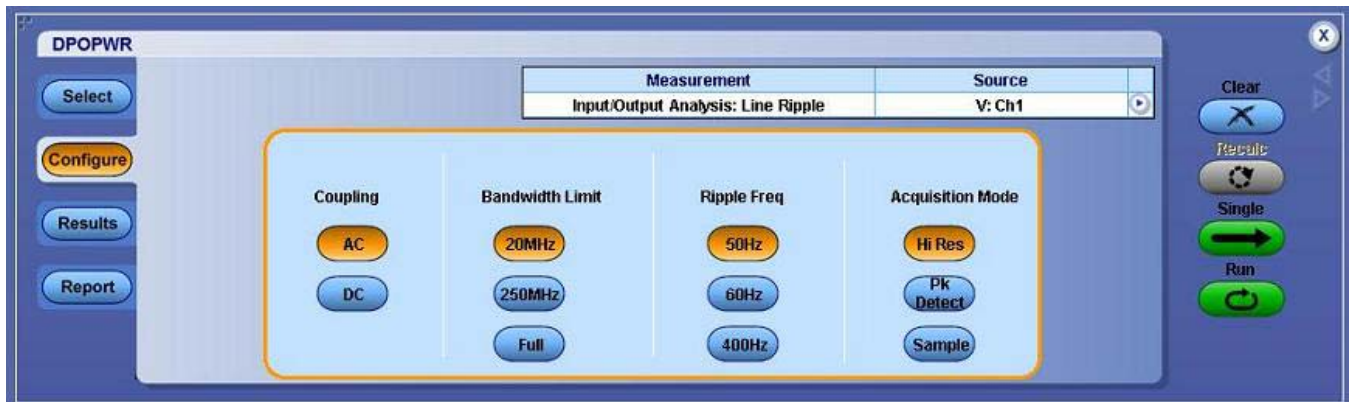 DPOPWR
X
Select
Configure
Results
Report
Measurement Source
Input/Output Analysis: Line Ripple V: Ch1
Coupling Bandwidth Limit Ripple Freq Acquisition Mode
AC 20MHz 50Hz Hi Res
DC 250MHz 60Hz Pk Detect
Full 400Hz Sample
Clear
Recalc
Single
Run